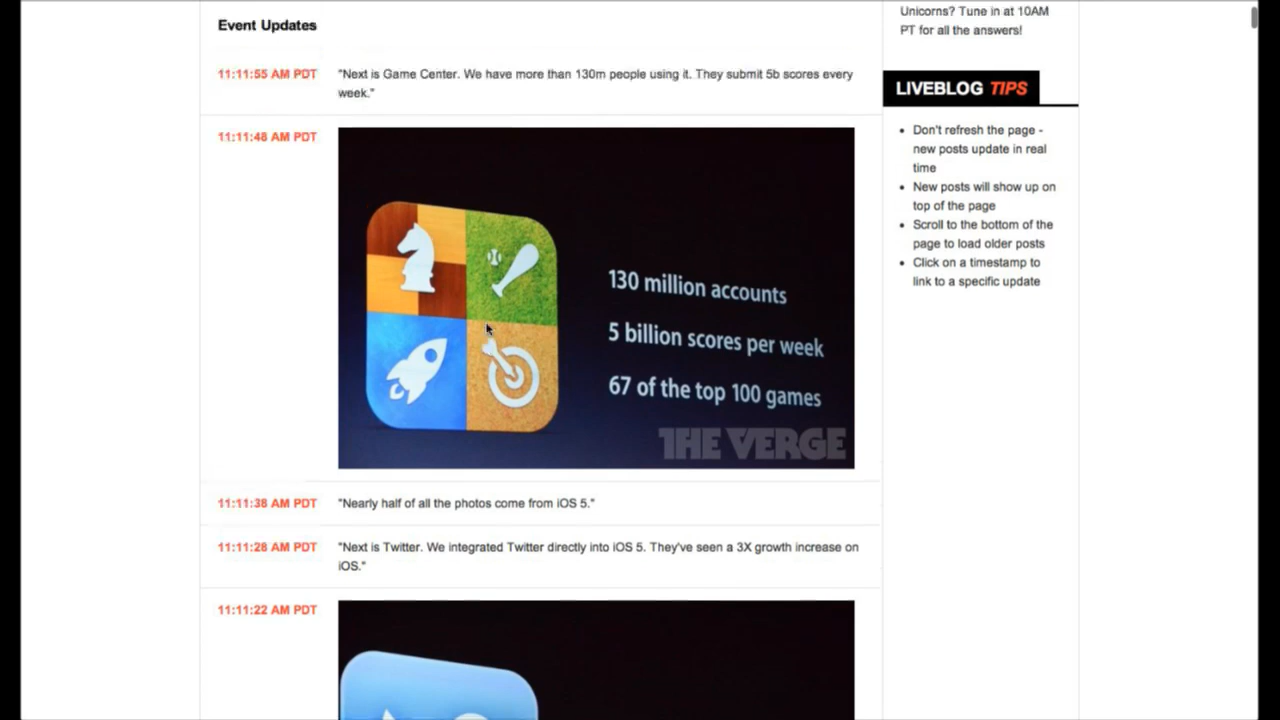 Event Updates
11:11:55 AM PDT
"Next is Game Center. We have more than 130m people using it. They submit 5b scores every
week."
11:11:48 AM PDT
130 million accounts
5 billion scores per week
67 of the top 100 games
THE VERGE
11:11:38 AM PDT
"Nearly half of all the photos come from iOS 5."
11:11:28 AM PDT
"Next is Twitter. We integrated Twitter directly into iOS 5. They've seen a 3X growth increase on
iOS."
11:11:22 AM PDT
Unicorns? Tune in at 10AM
PT for all the answers!
LIVEBLOG TIPS
• Don't refresh the page -
new posts update in real
time
• New posts will show up on
top of the page
• Scroll to the bottom of the
page to load older posts
• Click on a timestamp to
link to a specific update